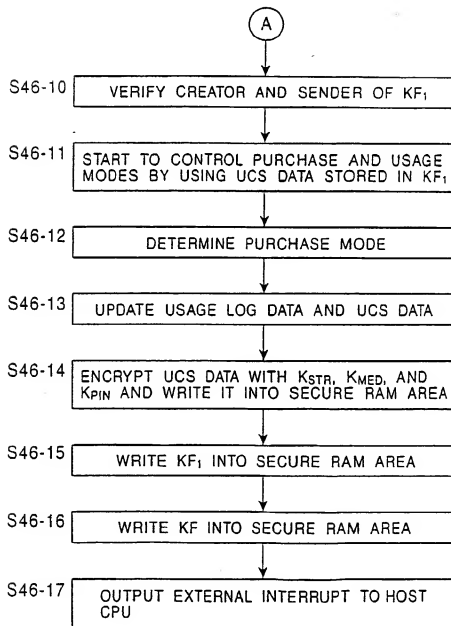 A
S46-10
VERIFY CREATOR AND SENDER OF KF₁
S46-11
START TO CONTROL PURCHASE AND USAGE
MODES BY USING UCS DATA STORED IN KF₁
S46-12
DETERMINE PURCHASE MODE
S46-13
UPDATE USAGE LOG DATA AND UCS DATA
S46-14
ENCRYPT UCS DATA WITH KSTR, KMED, AND
KPIN AND WRITE IT INTO SECURE RAM AREA
S46-15
WRITE KF₁ INTO SECURE RAM AREA
S46-16
WRITE KF INTO SECURE RAM AREA
S46-17
OUTPUT EXTERNAL INTERRUPT TO HOST
CPU